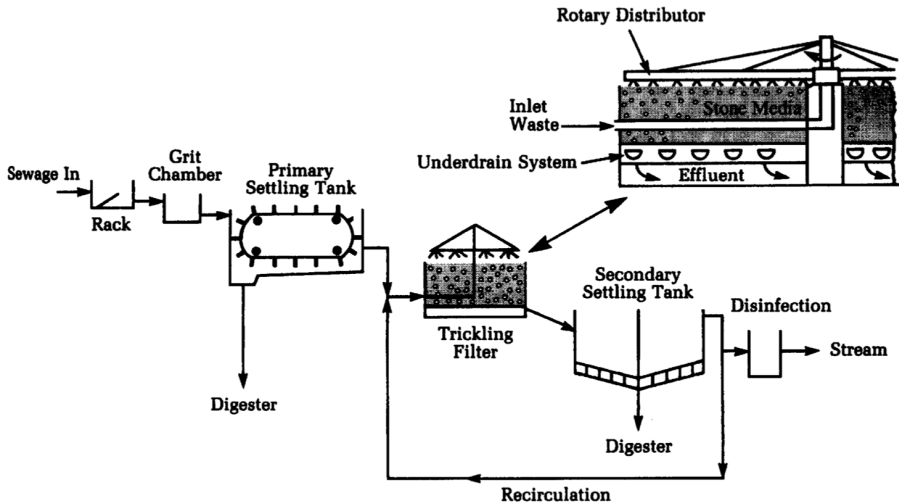 Rotary Distributor
Stone Media
Inlet
Waste
Underdrain System
Effluent
Sewage In
Grit
Chamber
Primary
Settling Tank
Rack
Secondary
Settling Tank
Disinfection
Trickling
Filter
Stream
Digester
Digester
Recirculation